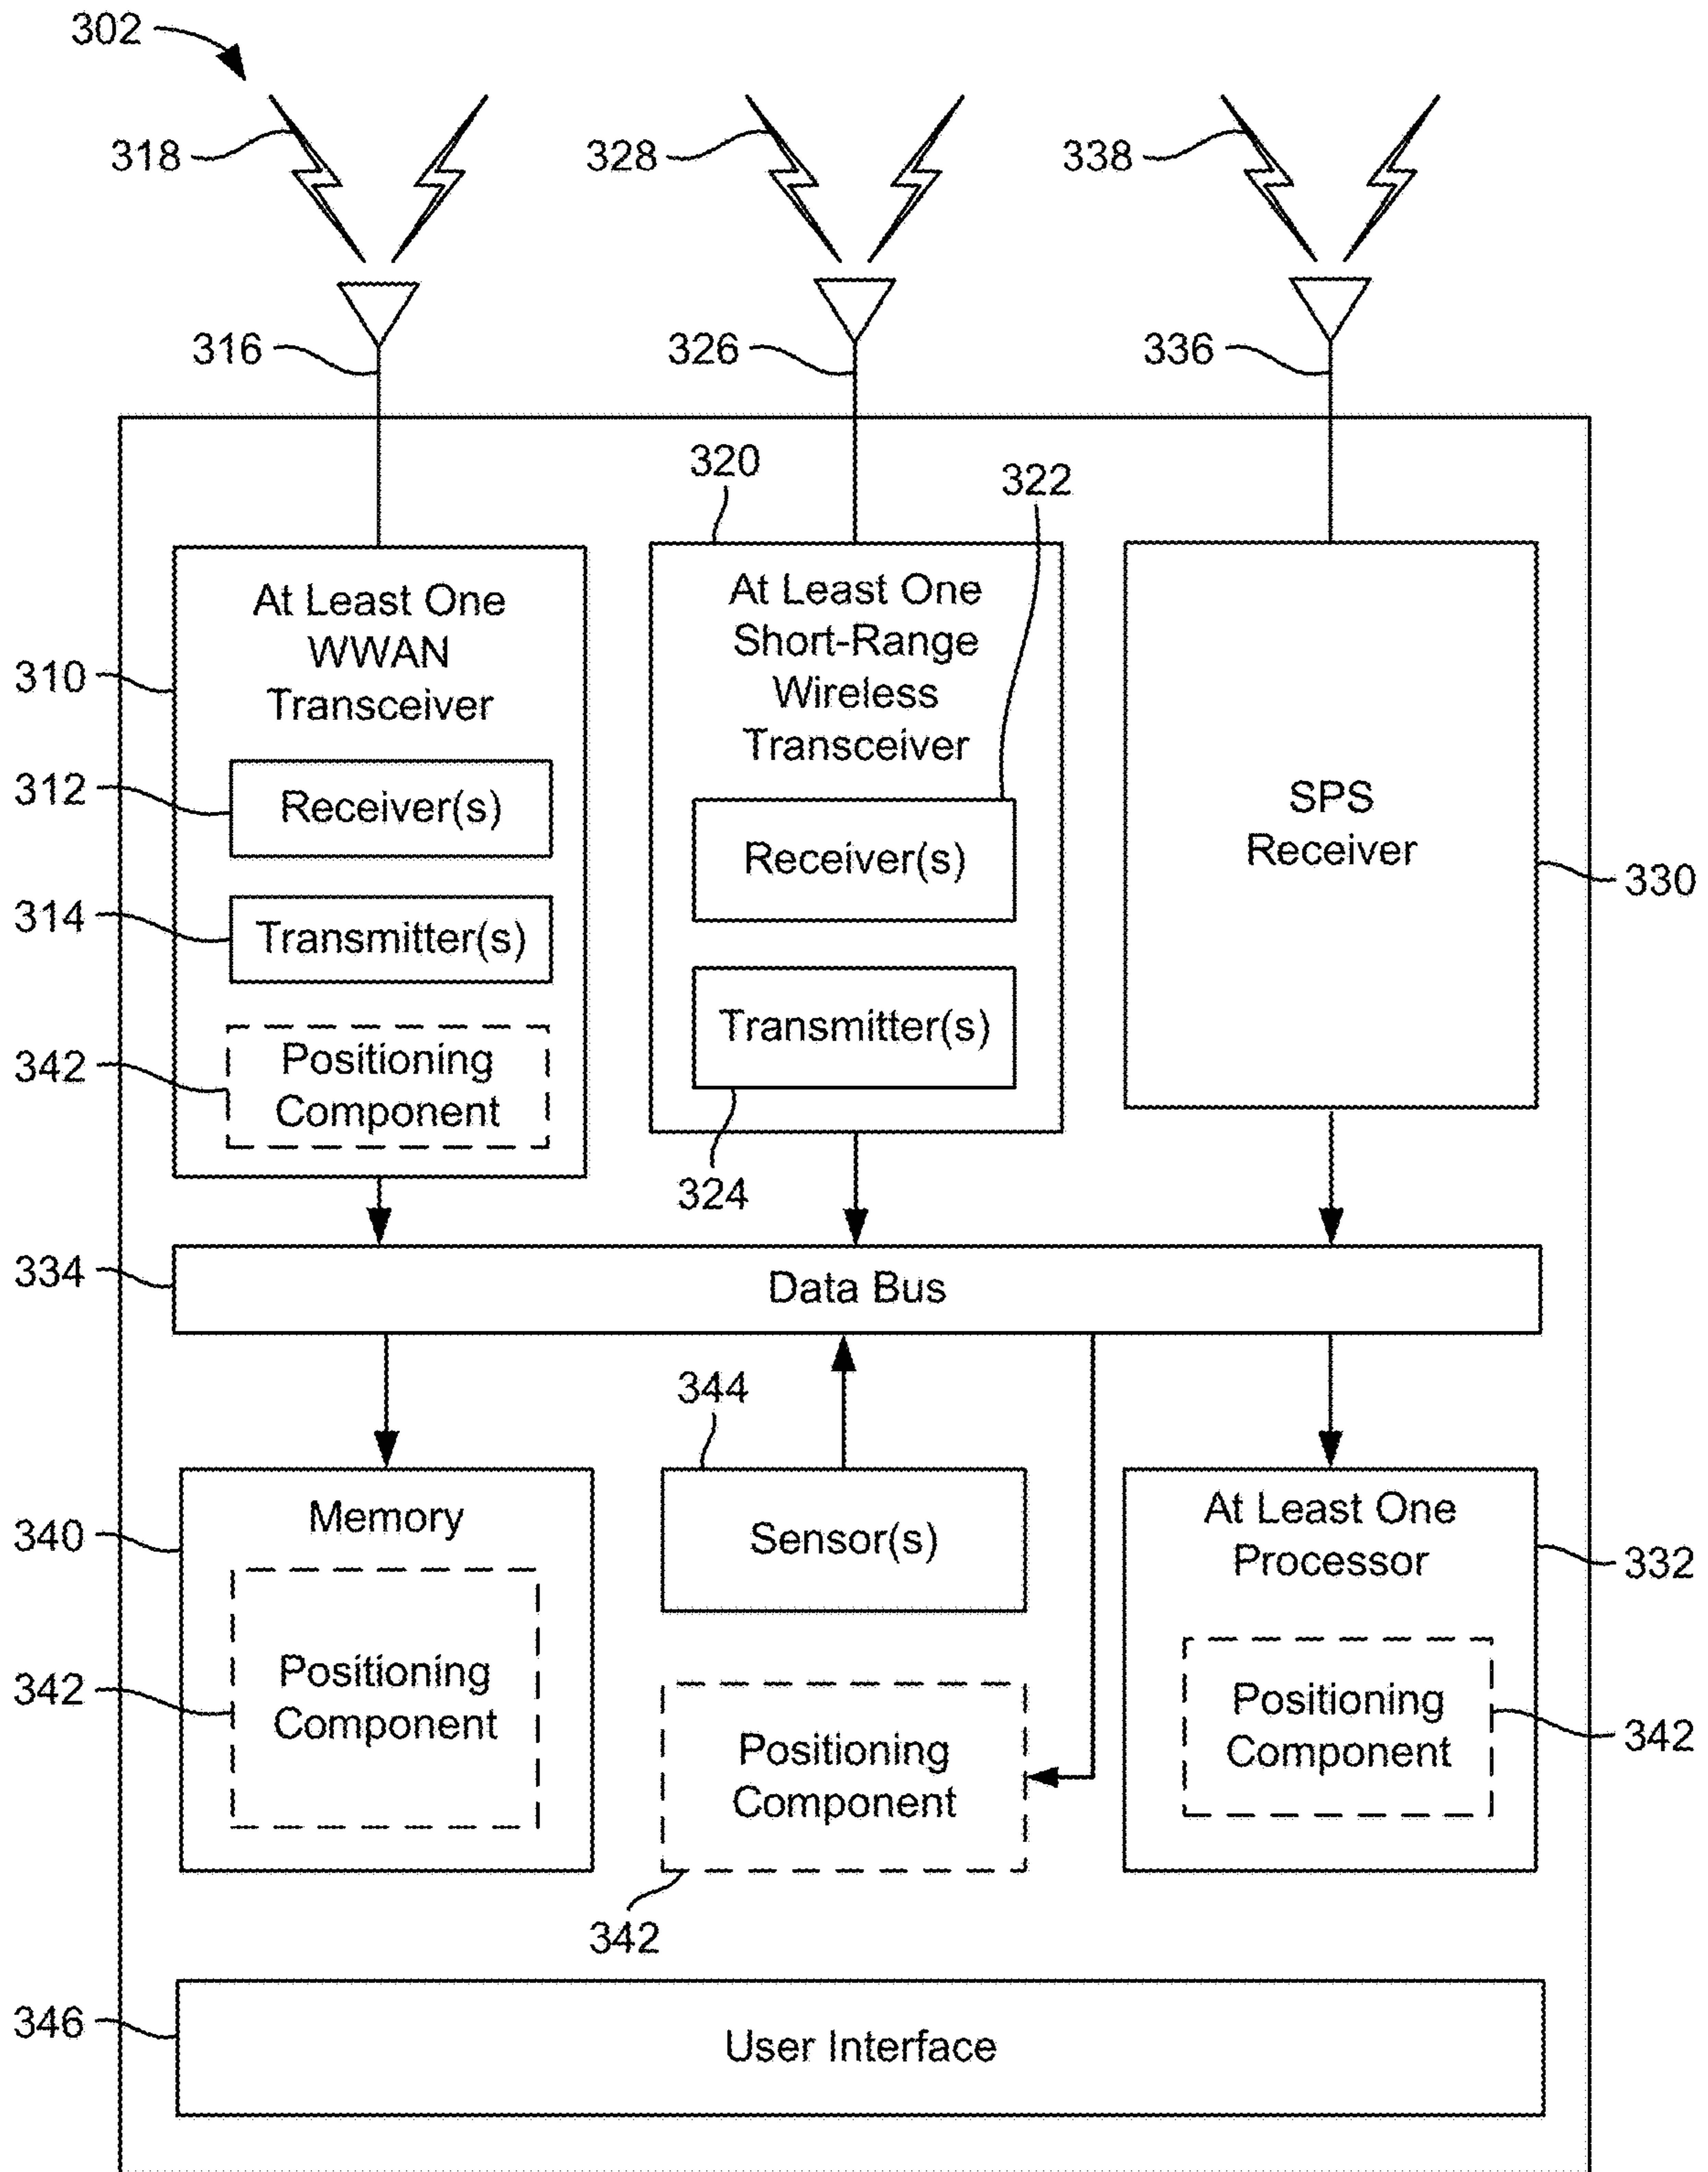 302
318
328
338
316
326
336
320
322
At Least One
WWAN
Transceiver
At Least One
Short-Range
Wireless
Transceiver
SPS
Receiver
310
312
Receiver(s)
Receiver(s)
330
314
Transmitter(s)
Transmitter(s)
342
Positioning
Component
324
334
Data Bus
344
340
Memory
Sensor(s)
At Least One
Processor
332
342
Positioning
Component
Positioning
Component
Positioning
Component
342
342
346
User Interface